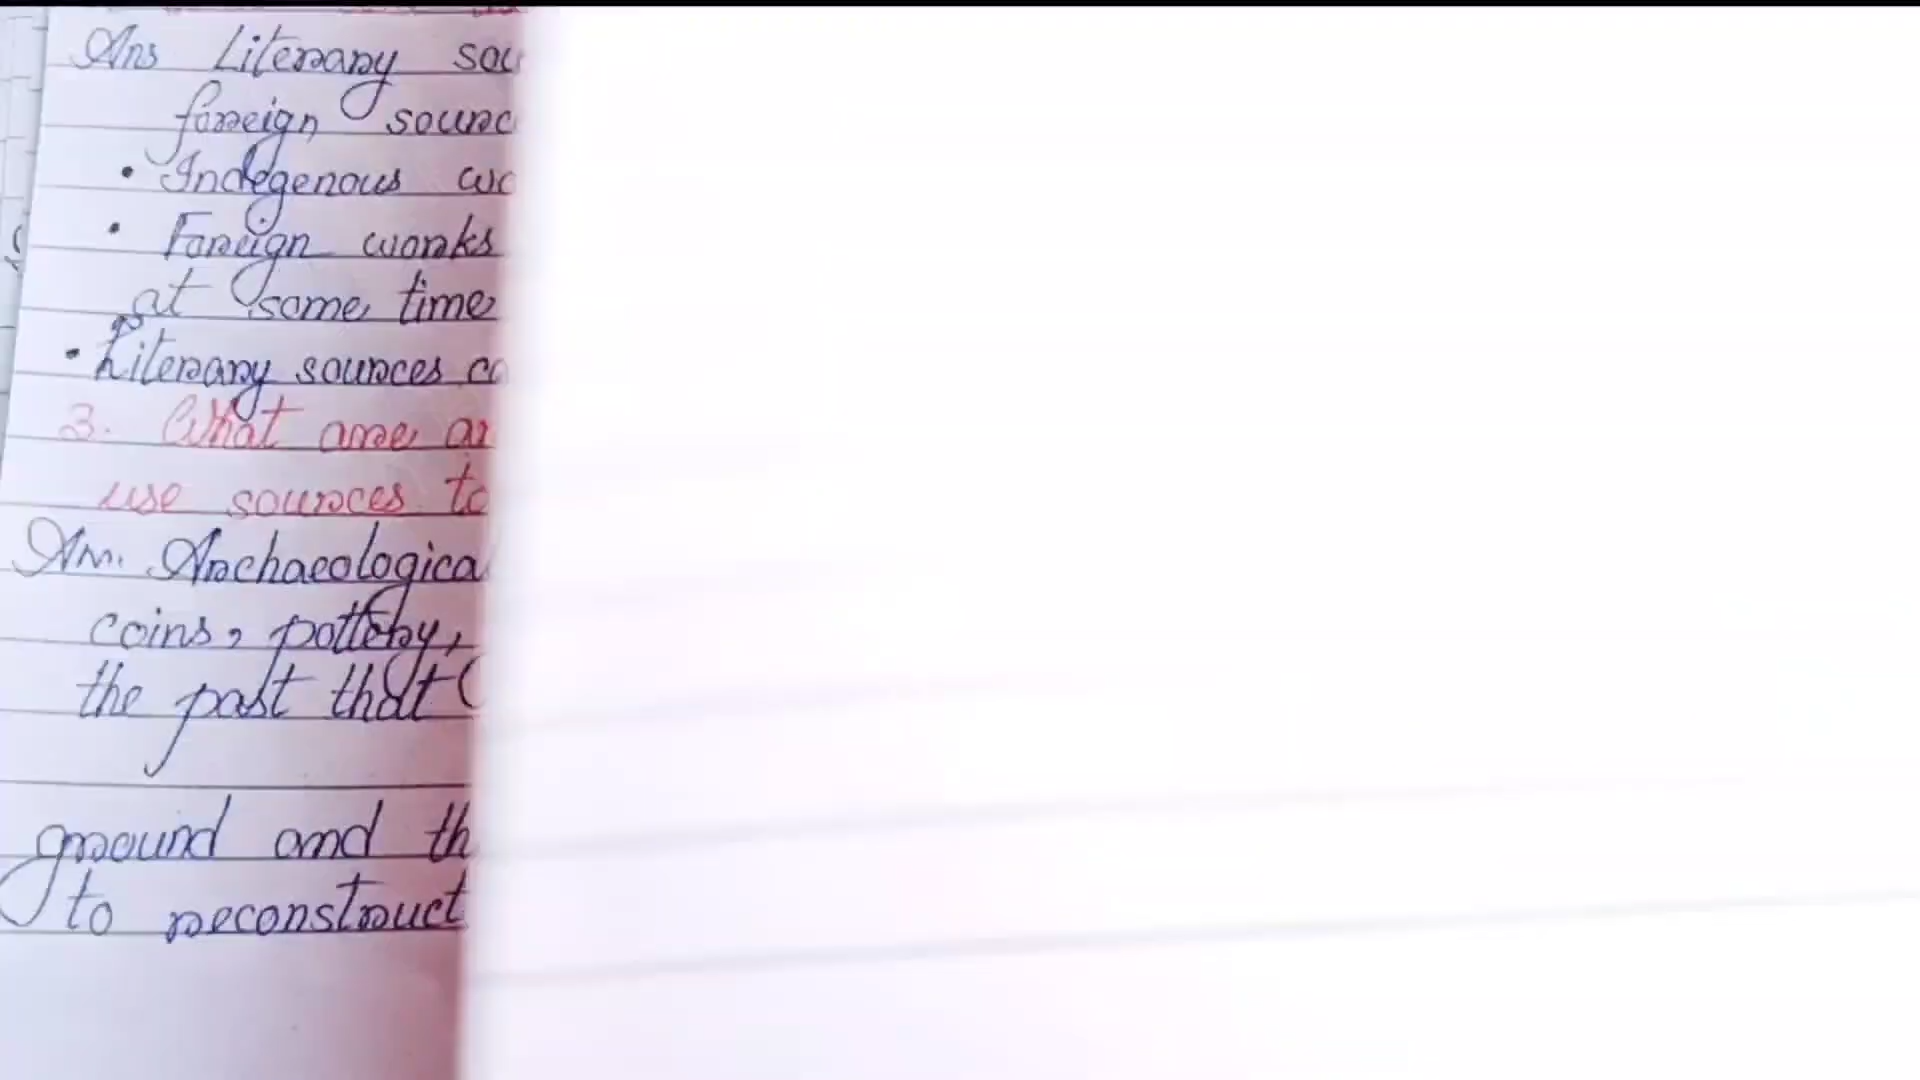 Ans Literary sou
foreign sourc
• Indegenous wo
• Foreign works
at some time
• Literary sources co
3. What are ar
use sources to
Ans. Archaeologica
coins, pottery,
the past that
ground and th
to reconstruct